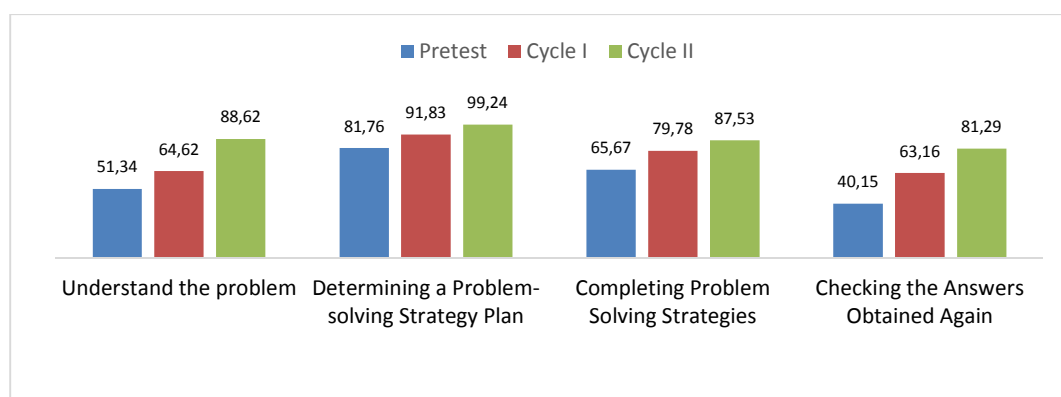 Pretest Cycle I Cycle II
51,34 64,62 88,62
81,76 91,83 99,24
65,67 79,78 87,53
40,15 63,16 81,29
Understand the problem
Determining a Problem-
solving Strategy Plan
Completing Problem
Solving Strategies
Checking the Answers
Obtained Again